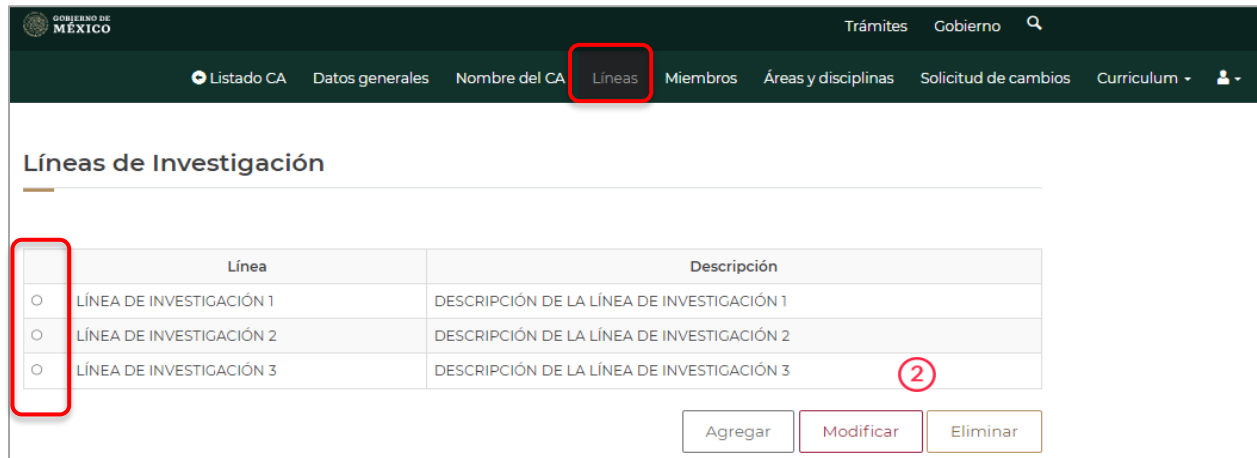 GOBIERNO DE
MÉXICO
Trámites Gobierno
Listado CA Datos generales Nombre del CA Líneas Miembros Áreas y disciplinas Solicitud de cambios Curriculum
Líneas de Investigación
Línea Descripción
LÍNEA DE INVESTIGACIÓN 1 DESCRIPCIÓN DE LA LÍNEA DE INVESTIGACIÓN 1
LÍNEA DE INVESTIGACIÓN 2 DESCRIPCIÓN DE LA LÍNEA DE INVESTIGACIÓN 2
LÍNEA DE INVESTIGACIÓN 3 DESCRIPCIÓN DE LA LÍNEA DE INVESTIGACIÓN 3
2
Agregar Modificar Eliminar